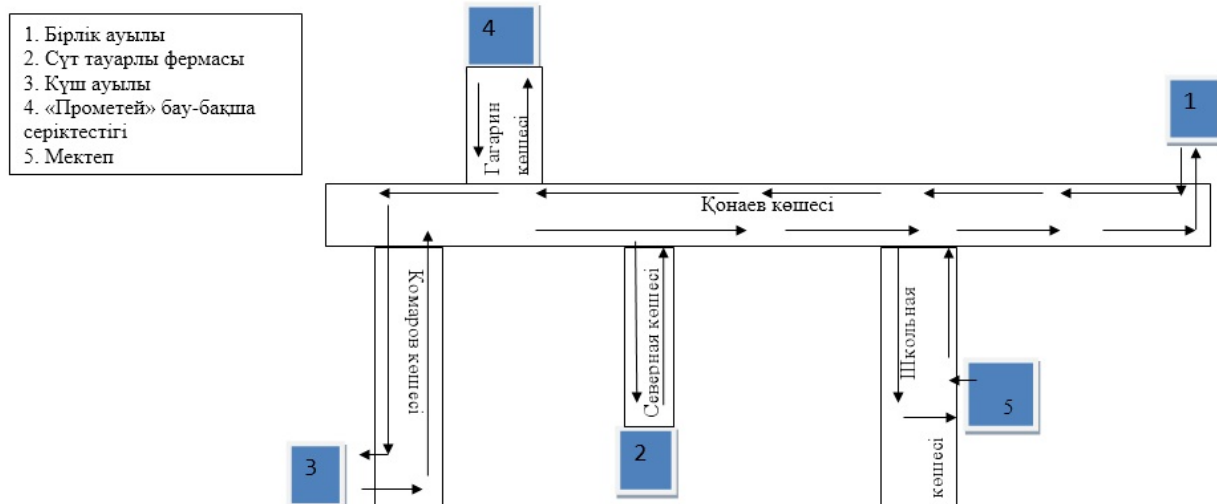 1. Бірлік ауылы
2. Сүт тауарлы фермасы
3. Күш ауылы
4. «Прометей» бау-бақша
серіктестігі
5. Мектеп
4
1
Гагарин
көшесі
Қонаев көшесі
Комаров көшесі
Северная көшесі
Школьная
көшесі
5
2
3